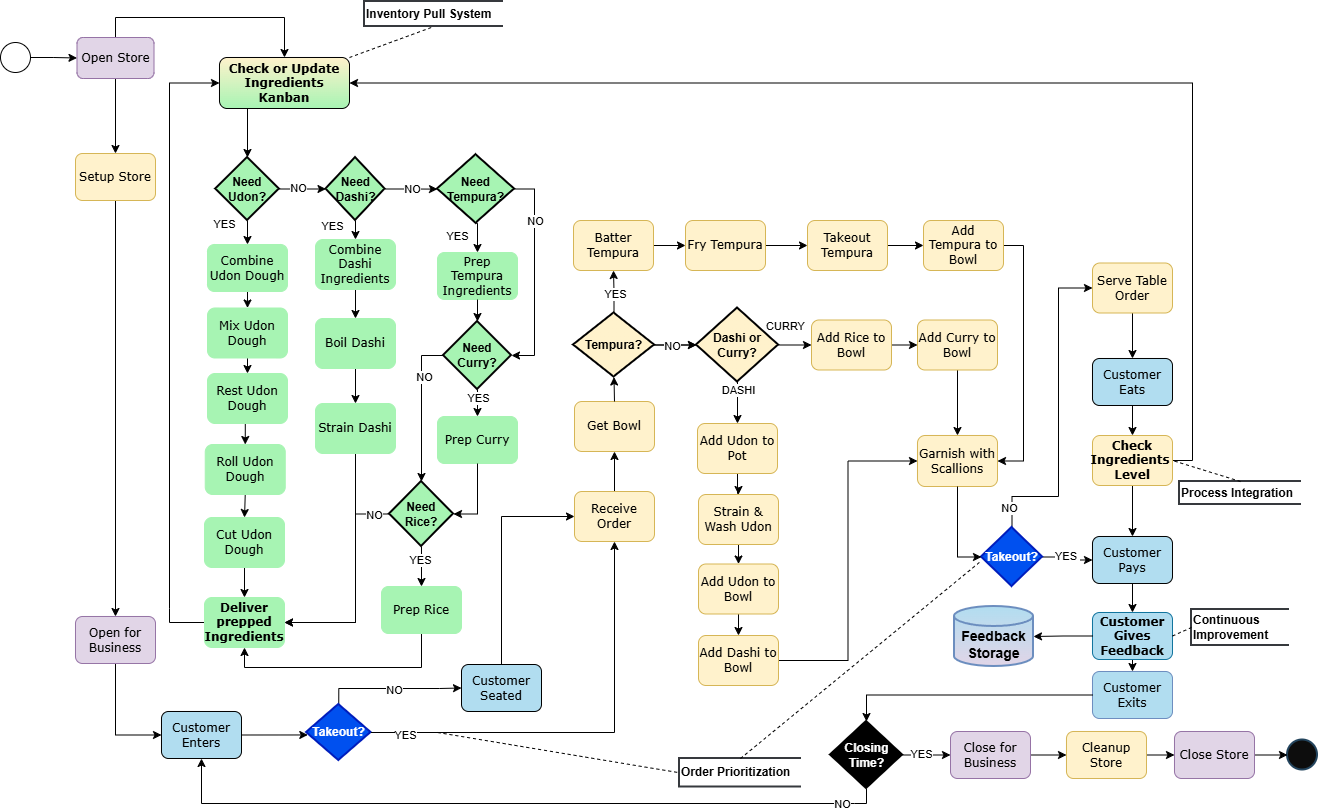 Inventory Pull System
Open Store
Check or Update
Ingredients
Kanban
Setup Store
Need
Udon?
NO
Need
Dashi?
NO
Need
Tempura?
NO
YES
YES
YES
Combine
Udon Dough
Combine
Dashi
Ingredients
Prep
Tempura
Ingredients
Mix Udon
Dough
Boil Dashi
Need
Curry?
NO
YES
Rest Udon
Dough
Strain Dashi
Prep Curry
Roll Udon
Dough
Need
Rice?
NO
YES
Cut Udon
Dough
Prep Rice
Deliver
prepped
Ingredients
Open for
Business
Customer
Enters
Takeout?
NO
YES
Customer
Seated
Receive
Order
Get Bowl
Tempura?
YES
NO
Batter
Tempura
Fry Tempura
Takeout
Tempura
Add
Tempura to
Bowl
Dashi or
Curry?
CURRY
DASHI
Add Rice to
Bowl
Add Curry to
Bowl
Add Udon to
Pot
Strain &
Wash Udon
Add Udon to
Bowl
Add Dashi to
Bowl
Garnish with
Scallions
Takeout?
NO
YES
Serve Table
Order
Customer
Eats
Check
Ingredients
Level
Process Integration
Customer
Pays
Customer
Gives
Feedback
Continuous
Improvement
Feedback
Storage
Customer
Exits
Order Prioritization
Closing
Time?
YES
NO
Close for
Business
Cleanup
Store
Close Store